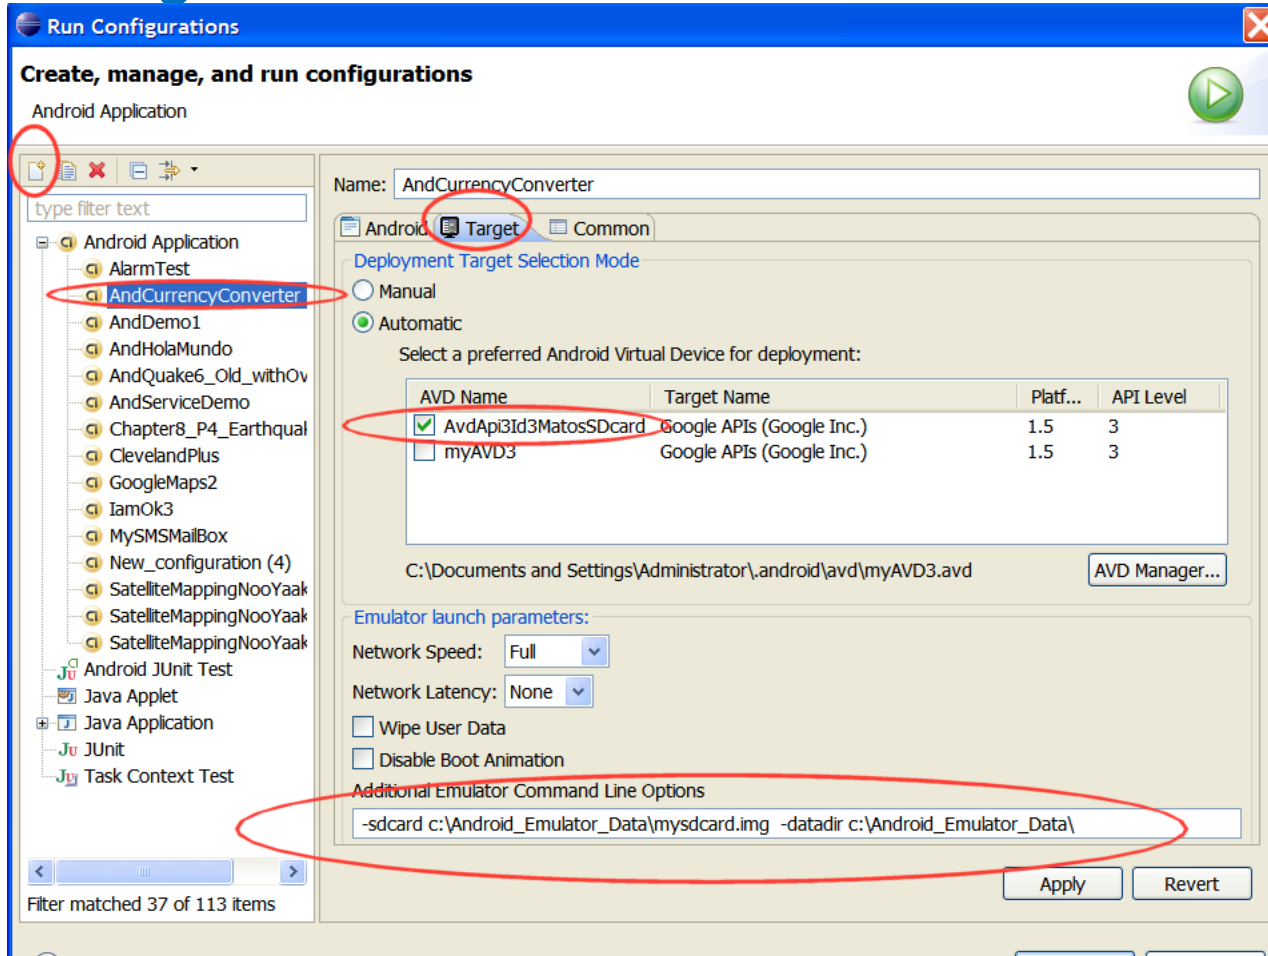 Run Configurations
Create, manage, and run configurations
Android Application
type filter text
Android Application
AlarmTest
AndCurrencyConverter
AndDemo1
AndHolaMundo
AndQuake6_Old_withOv
AndServiceDemo
Chapter8_P4_Earthqual
ClevelandPlus
GoogleMaps2
IamOk3
MySMSMailBox
New_configuration (4)
SatelliteMappingNooYaak
SatelliteMappingNooYaak
SatelliteMappingNooYaak
Android JUnit Test
Java Applet
Java Application
JUnit
Task Context Test
Filter matched 37 of 113 items
Name: AndCurrencyConverter
Android Target Common
Deployment Target Selection Mode
Manual
Automatic
Select a preferred Android Virtual Device for deployment:
AVD Name Target Name Platf... API Level
AvdApi3Id3MatosSDcard Google APIs (Google Inc.) 1.5 3
myAVD3 Google APIs (Google Inc.) 1.5 3
C:\Documents and Settings\Administrator\.android\avd\myAVD3.avd AVD Manager...
Emulator launch parameters:
Network Speed: Full
Network Latency: None
Wipe User Data
Disable Boot Animation
Additional Emulator Command Line Options
-sdcard c:\Android_Emulator_Data\mysdcard.img -datadir c:\Android_Emulator_Data\
Apply Revert